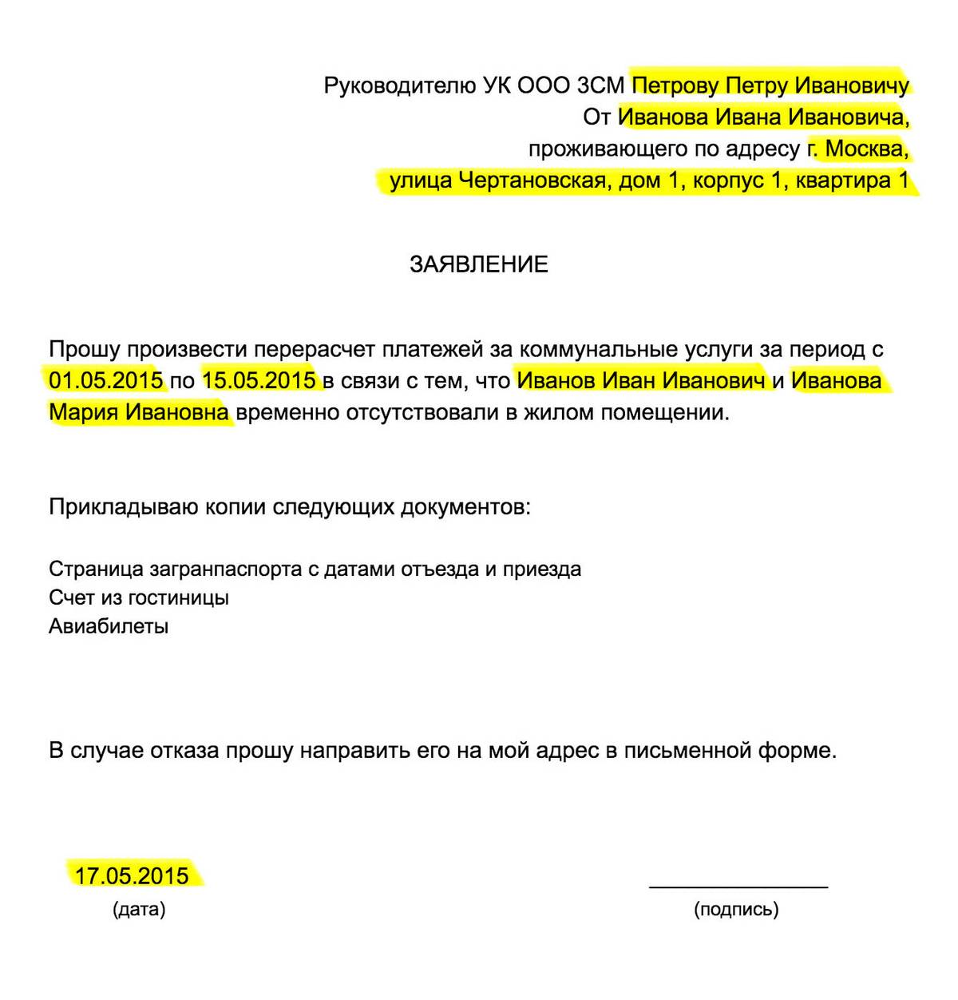 Руководителю УК ООО ЗСМ Петрову Петру Ивановичу
От Иванова Ивана Ивановича,
проживающего по адресу г. Москва,
улица Чертановская, дом 1, корпус 1, квартира 1
ЗАЯВЛЕНИЕ
Прошу произвести перерасчет платежей за коммунальные услуги за период с
01.05.2015 по 15.05.2015 в связи с тем, что Иванов Иван Иванович и Иванова
Мария Ивановна временно отсутствовали в жилом помещении.
Прикладываю копии следующих документов:
Страница загранпаспорта с датами отъезда и приезда
Счет из гостиницы
Авиабилеты
В случае отказа прошу направить его на мой адрес в письменной форме.
17.05.2015
(дата)
(подпись)